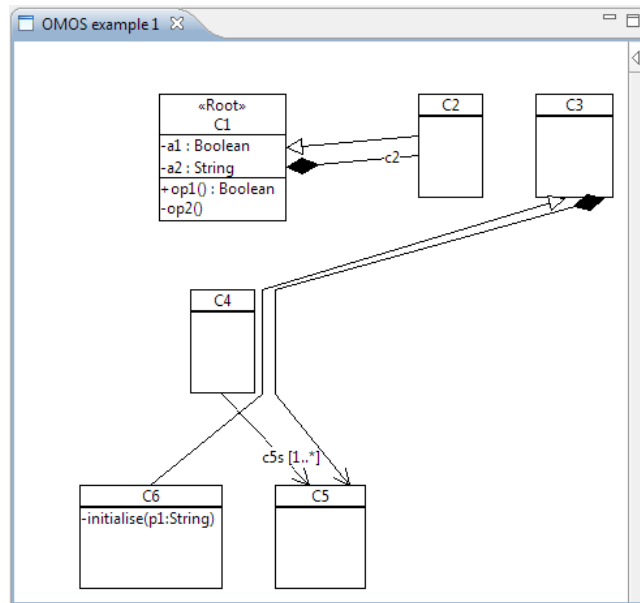 OMOS example 1
«Root»
C1
-a1 : Boolean
-a2 : String
+op1() : Boolean
-op2()
C2
C3
c2
C4
c5s [1..*]
C6
-initialise(p1:String)
C5